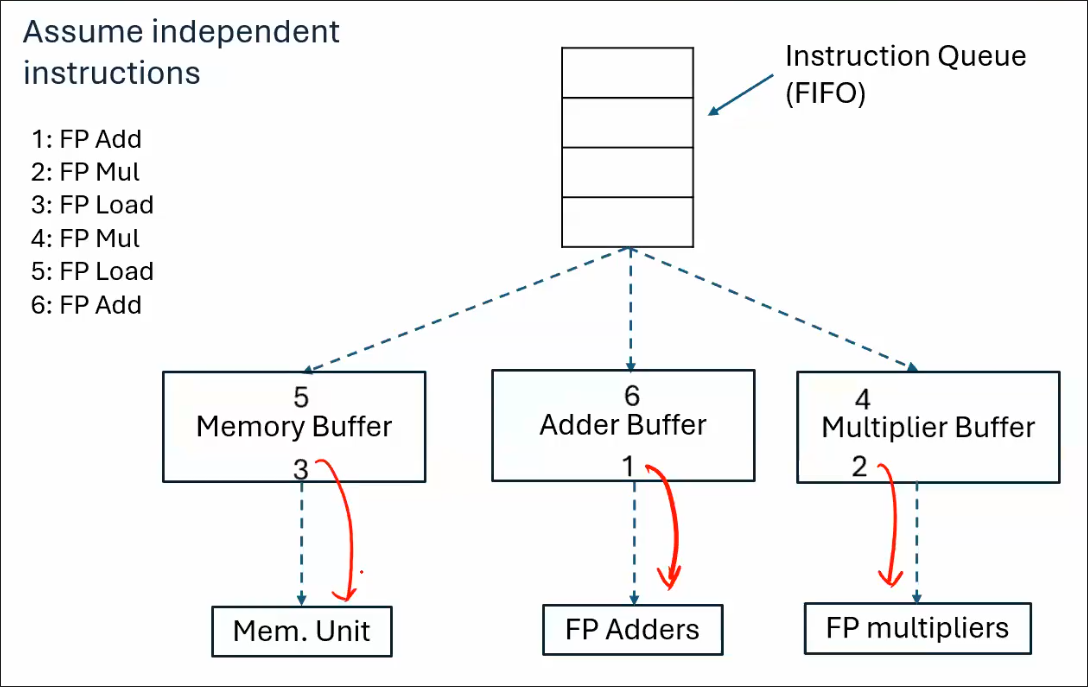 Assume independent
instructions
Instruction Queue
(FIFO)
1: FP Add
2: FP Mul
3: FP Load
4: FP Mul
5: FP Load
6: FP Add
5
Memory Buffer
3
6
Adder Buffer
1
4
Multiplier Buffer
2
Mem. Unit
FP Adders
FP multipliers